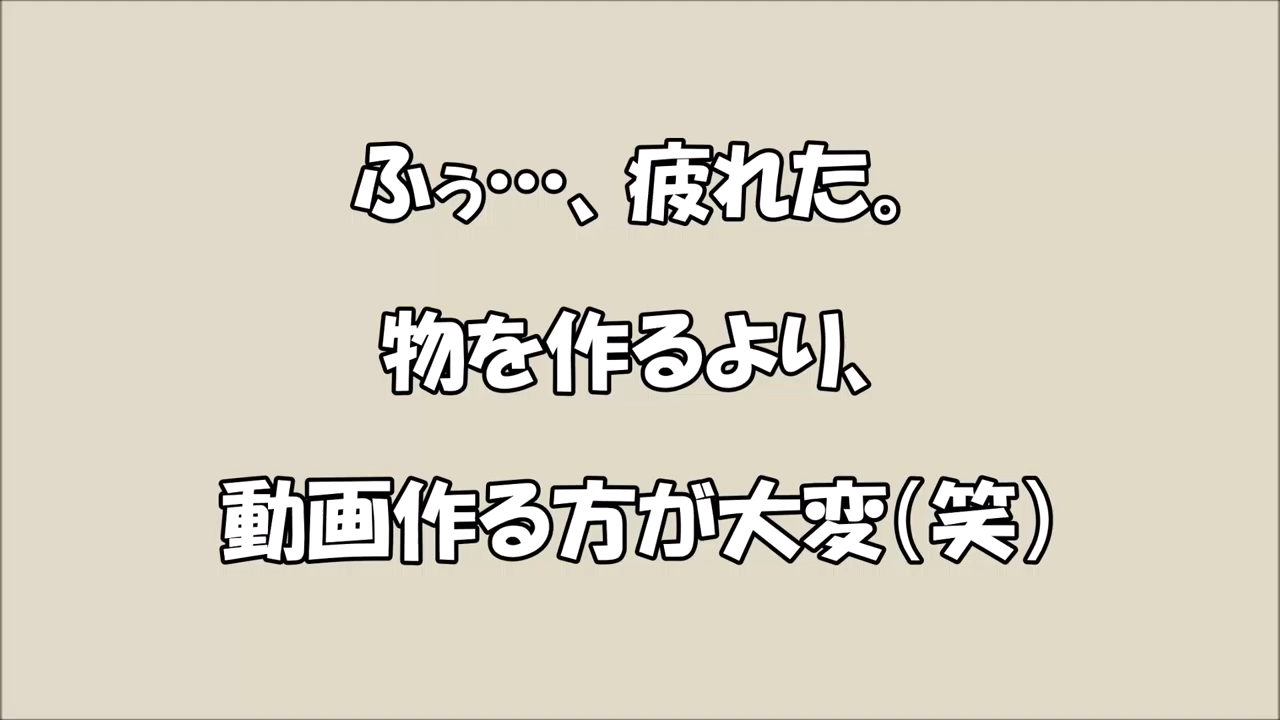 ふぅ…、疲れた。
物を作るより、
動画作る方が大変(笑)